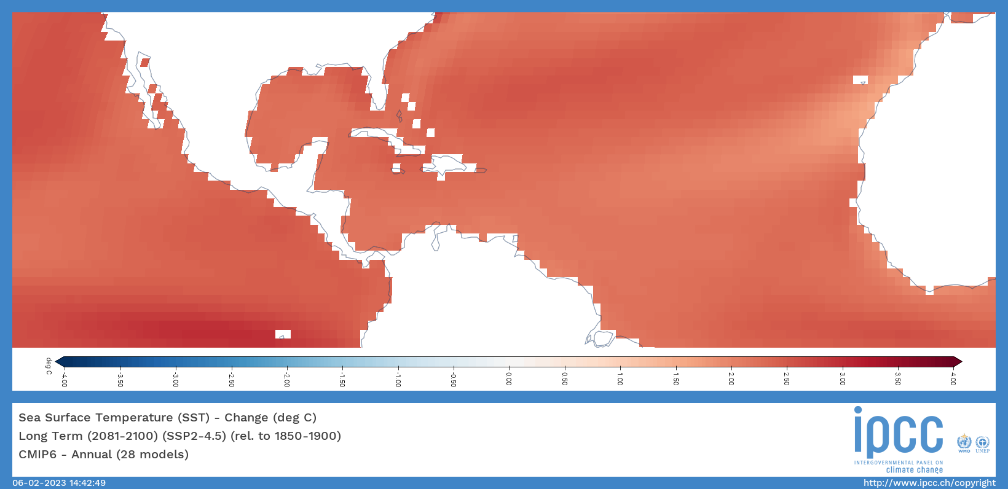 deg C
-4.00 -3.50 -3.00 -2.50 -2.00 -1.50 -1.00 -0.50 0.00 0.50 1.00 1.50 2.00 2.50 3.00 3.50 4.00
Sea Surface Temperature (SST) - Change (deg C)
Long Term (2081-2100) (SSP2-4.5) (rel. to 1850-1900)
CMIP6 - Annual (28 models)
ipcc
INTERGOVERNMENTAL PANEL ON
climate change
WMO
UNEP
06-02-2023 14:42:49
http://www.ipcc.ch/copyright